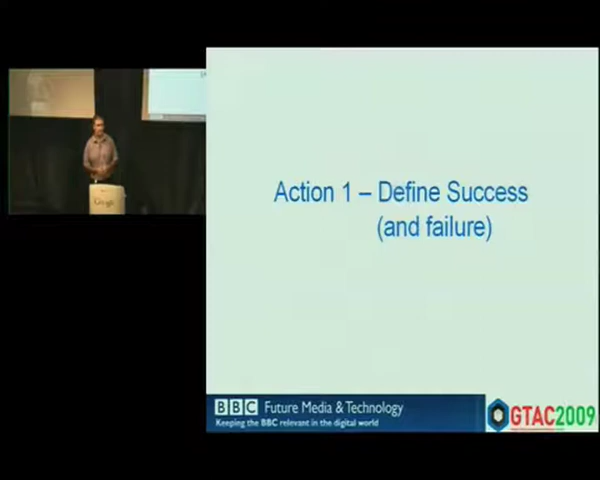 Action 1 – Define Success
(and failure)
Google
BBC Future Media & Technology
Keeping the BBC relevant in the digital world
GTAC2009